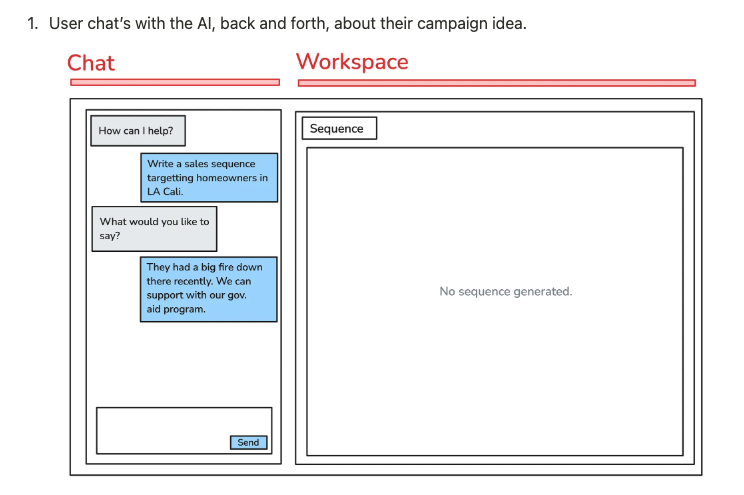 1. User chat's with the AI, back and forth, about their campaign idea.
Chat
Workspace
How can I help?
Write a sales sequence
targetting homeowners in
LA Cali.
What would you like to
say?
They had a big fire down
there recently. We can
support with our gov.
aid program.
Send
Sequence
No sequence generated.